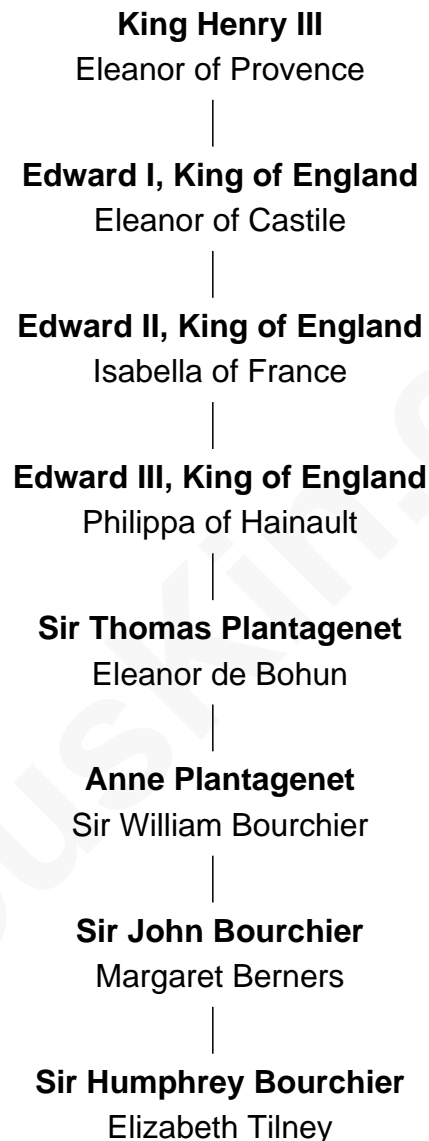 King Henry III
Eleanor of Provence
Edward I, King of England
Eleanor of Castile
Edward II, King of England
Isabella of France
Edward III, King of England
Philippa of Hainault
Sir Thomas Plantagenet
Eleanor de Bohun
Anne Plantagenet
Sir William Bourchier
Sir John Bourchier
Margaret Berners
Sir Humphrey Bourchier
Elizabeth Tilney